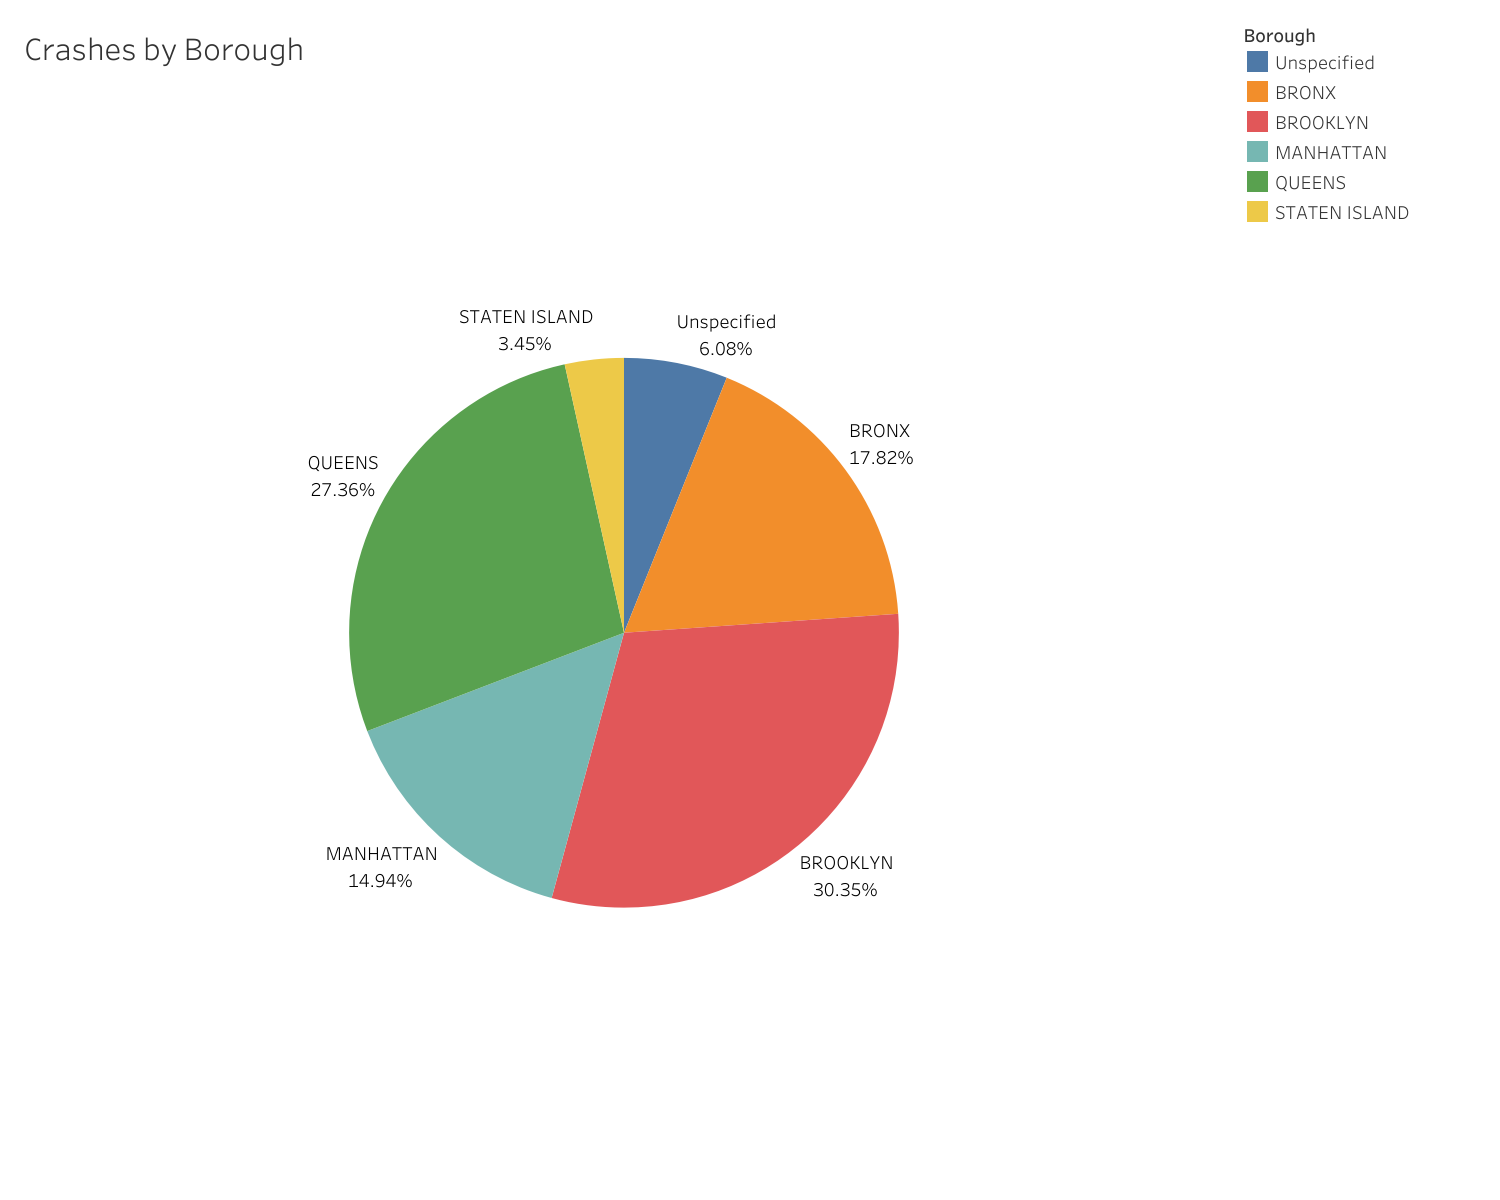 Crashes by Borough
Borough
Unspecified
BRONX
BROOKLYN
MANHATTAN
QUEENS
STATEN ISLAND
STATEN ISLAND
3.45%
Unspecified
6.08%
BRONX
17.82%
QUEENS
27.36%
MANHATTAN
14.94%
BROOKLYN
30.35%